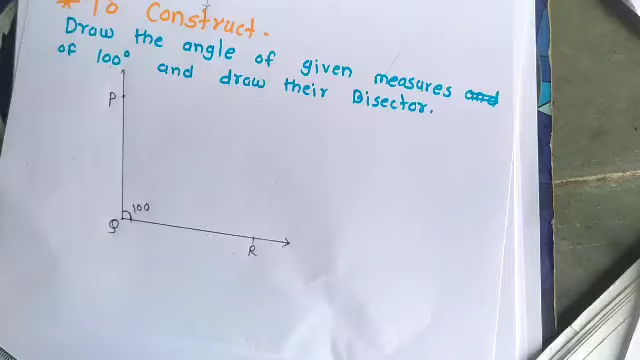 * To Construct.
Draw the angle of given measures
of 100° and draw their Bisector.
P
100
Q
R